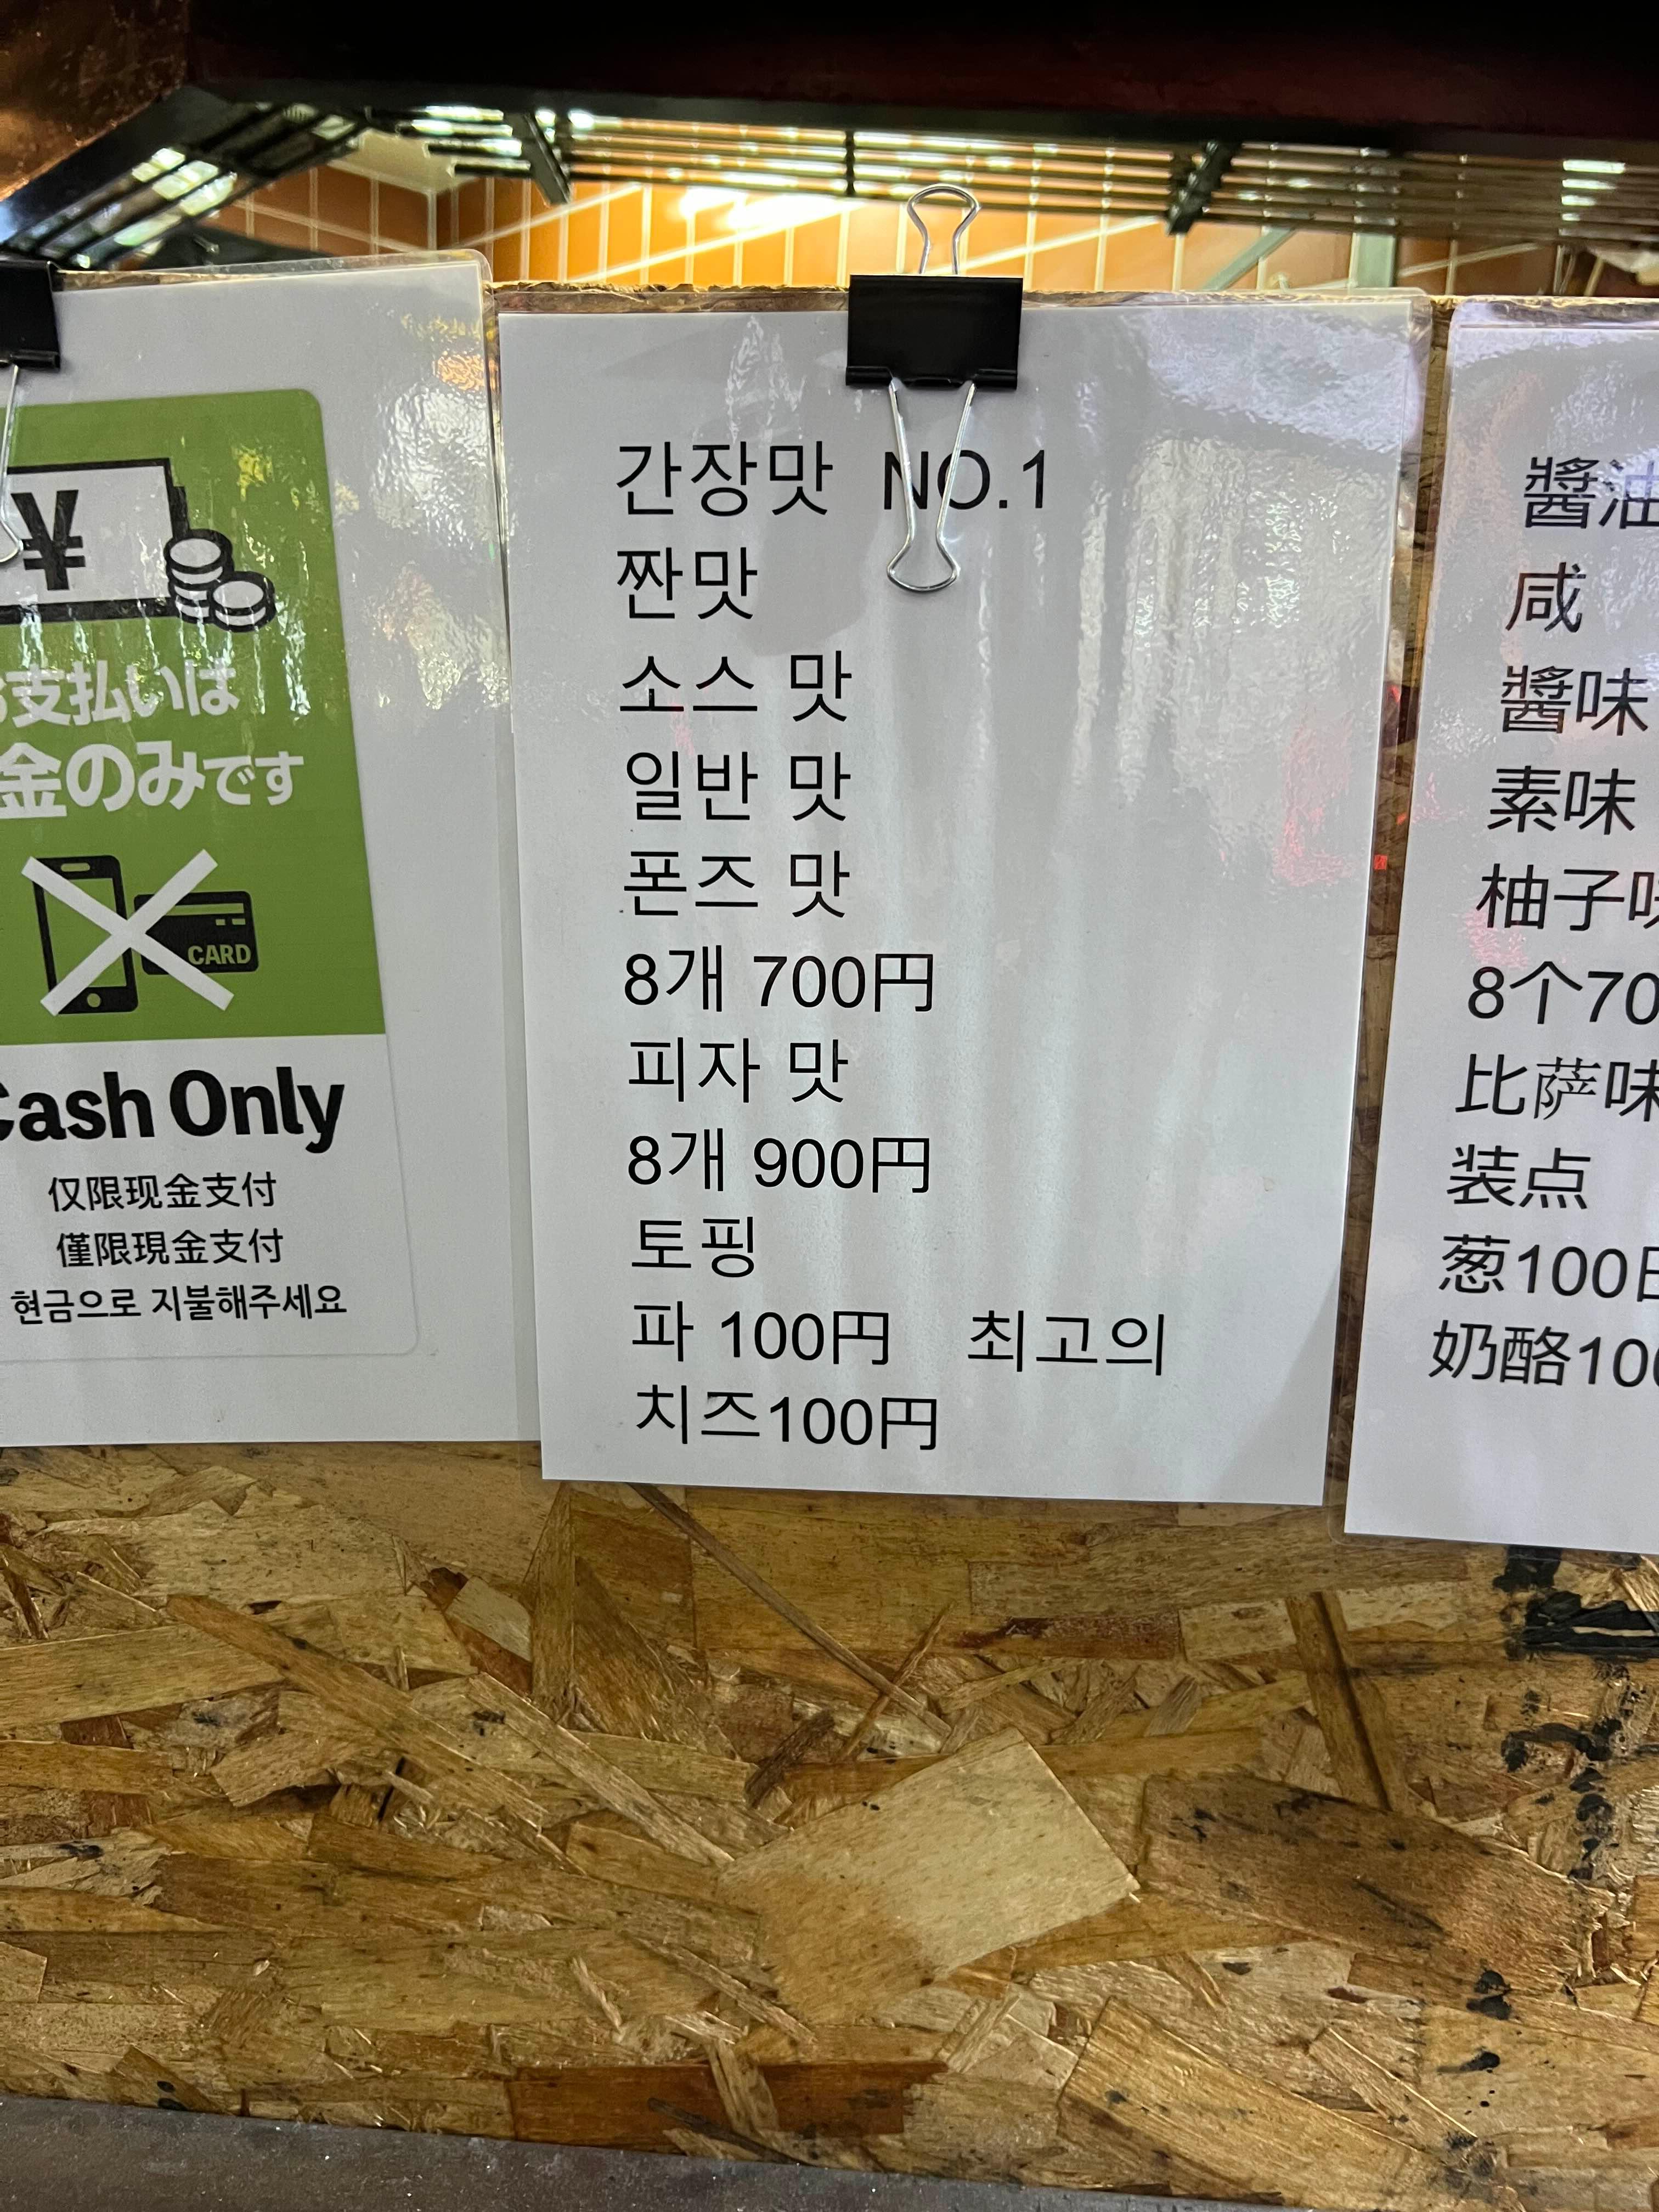 ¥
支払いは
金のみです
CARD
Cash Only
仅限现金支付
僅限現金支付
현금으로 지불해주세요
간장맛 NO.1
짠맛
소스 맛
일반 맛
폰즈 맛
8개 700円
피자 맛
8개 900円
토핑
파 100円 최고의
치즈100円
醬油
咸
醬味
素味
柚子味
8个70
比萨味
装点
葱100日
奶酪100